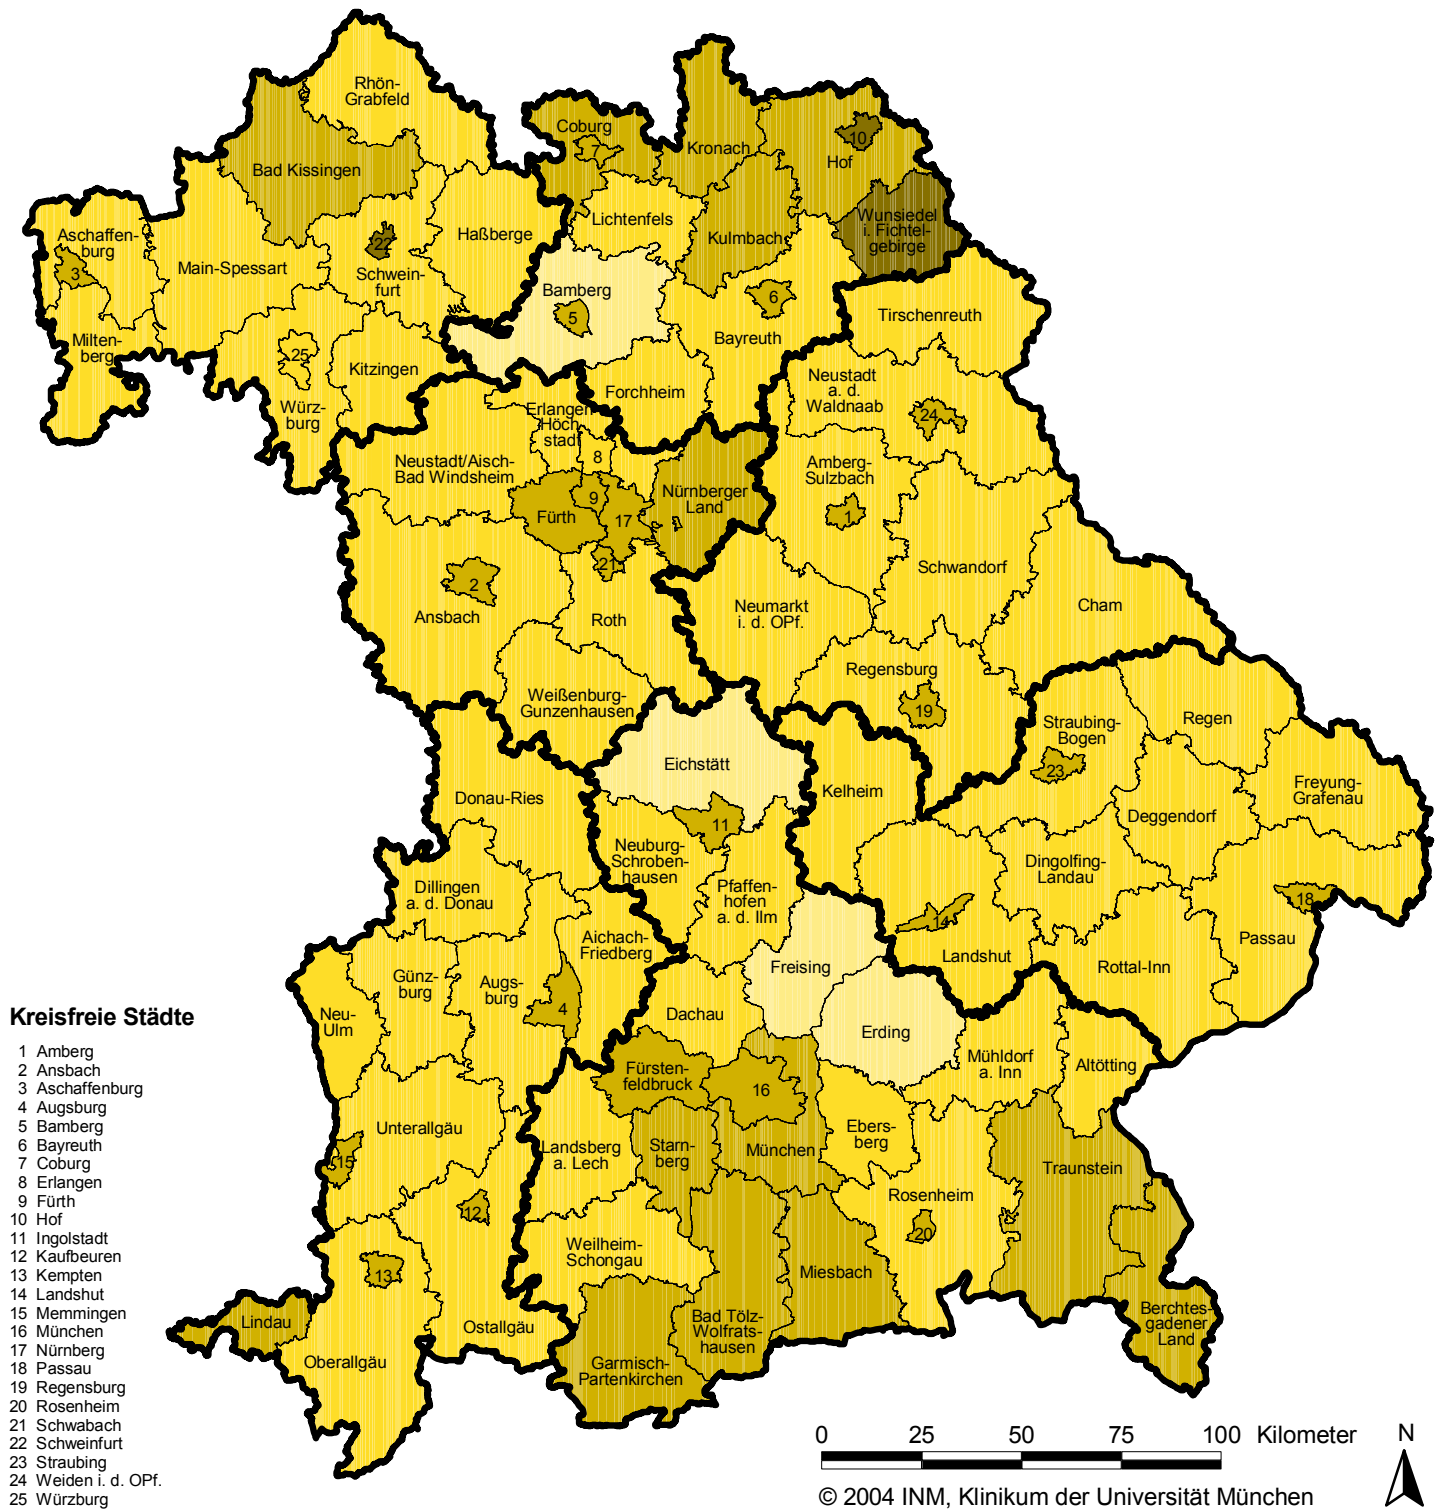 Rhön-
Grabfeld
Coburg
7
Kronach
10
Hof
Bad Kissingen
Wunsiedel
i. Fichtel-
gebirge
Lichtenfels
Kulmbach
Haßberge
Aschaffen-
burg
3
22
Schwein-
furt
Main-Spessart
Bamberg
5
6
Bayreuth
Tirschenreuth
Milten-
berg
25
Kitzingen
Würz-
burg
Forchheim
Neustadt
a. d.
Waldnaab
24
Erlangen
Höch
stadt
8
Neustadt/Aisch-
Bad Windsheim
Amberg-
Sulzbach
1
Nürnberger
Land
9
Fürth
17
21
2
Ansbach
Roth
Schwandorf
Cham
Neumarkt
i. d. OPf.
Regensburg
19
Weißenburg-
Gunzenhausen
Straubing-
Bogen
23
Regen
Eichstätt
11
Kelheim
Donau-Ries
Freyung-
Grafenau
Deggendorf
Neuburg-
Schroben-
hausen
Dingolfing-
Landau
Dillingen
a. d. Donau
Pfaffen-
hofen
a. d. Ilm
18
Passau
14
Landshut
Rottal-Inn
Aichach-
Friedberg
Freising
Günz-
burg
Augs-
burg
4
Neu-
Ulm
Dachau
Erding
Mühldorf
a. Inn
Altötting
Fürsten-
feldbruck
16
Unterallgäu
15
Landsberg
a. Lech
Starn-
berg
München
Ebers-
berg
Traunstein
Rosenheim
20
12
Weilheim-
Schongau
Miesbach
13
Lindau
Oberallgäu
Ostallgäu
Bad Tölz-
Wolfrats-
hausen
Garmisch-
Partenkirchen
Berchtes-
gadener
Land
Kreisfreie Städte
1 Amberg
2 Ansbach
3 Aschaffenburg
4 Augsburg
5 Bamberg
6 Bayreuth
7 Coburg
8 Erlangen
9 Fürth
10 Hof
11 Ingolstadt
12 Kaufbeuren
13 Kempten
14 Landshut
15 Memmingen
16 München
17 Nürnberg
18 Passau
19 Regensburg
20 Rosenheim
21 Schwabach
22 Schweinfurt
23 Straubing
24 Weiden i. d. OPf.
25 Würzburg
0 25 50 75 100 Kilometer
N
© 2004 INM, Klinikum der Universität München